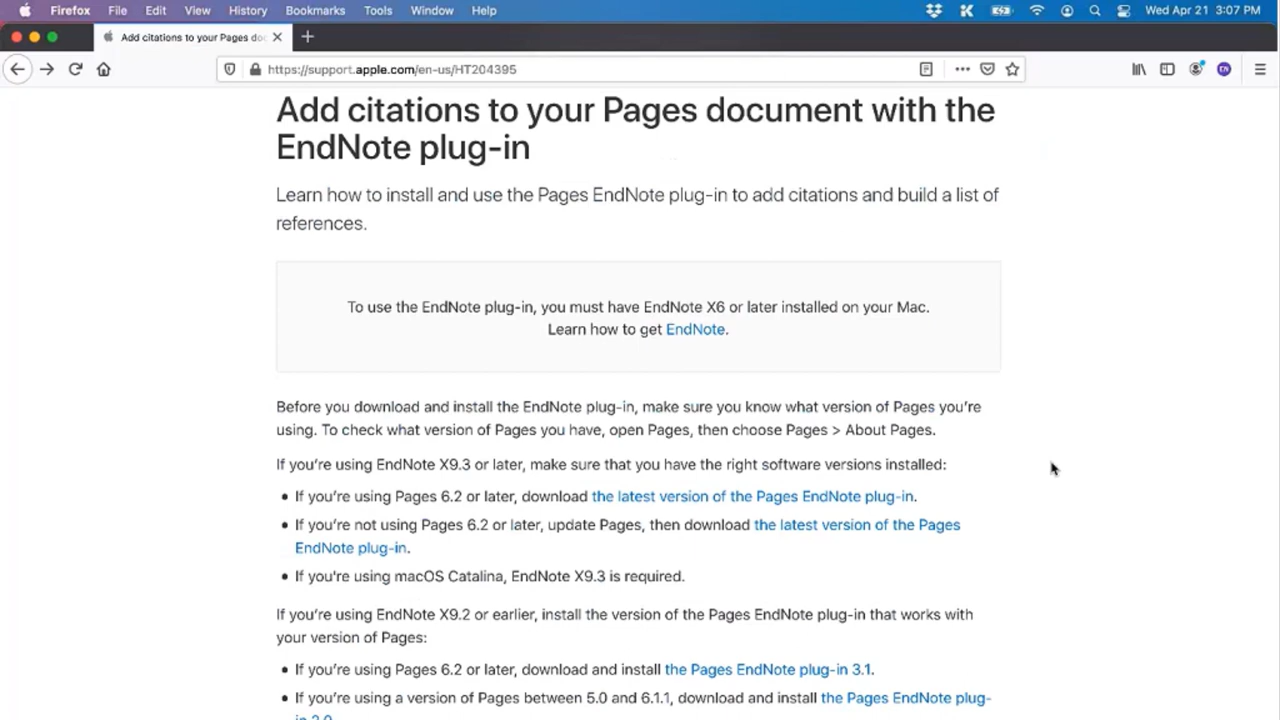 Firefox File Edit View History Bookmarks Tools Window Help Wed Apr 21 3:07 PM
Add citations to your Pages doc
https://support.apple.com/en-us/HT204395
EN
Add citations to your Pages document with the
EndNote plug-in
Learn how to install and use the Pages EndNote plug-in to add citations and build a list of
references.
To use the EndNote plug-in, you must have EndNote X6 or later installed on your Mac.
Learn how to get EndNote.
Before you download and install the EndNote plug-in, make sure you know what version of Pages you're
using. To check what version of Pages you have, open Pages, then choose Pages > About Pages.
If you're using EndNote X9.3 or later, make sure that you have the right software versions installed:
• If you're using Pages 6.2 or later, download the latest version of the Pages EndNote plug-in.
• If you're not using Pages 6.2 or later, update Pages, then download the latest version of the Pages
EndNote plug-in.
• If you're using macOS Catalina, EndNote X9.3 is required.
If you're using EndNote X9.2 or earlier, install the version of the Pages EndNote plug-in that works with
your version of Pages:
• If you're using Pages 6.2 or later, download and install the Pages EndNote plug-in 3.1.
• If you're using a version of Pages between 5.0 and 6.1.1, download and install the Pages EndNote plug-